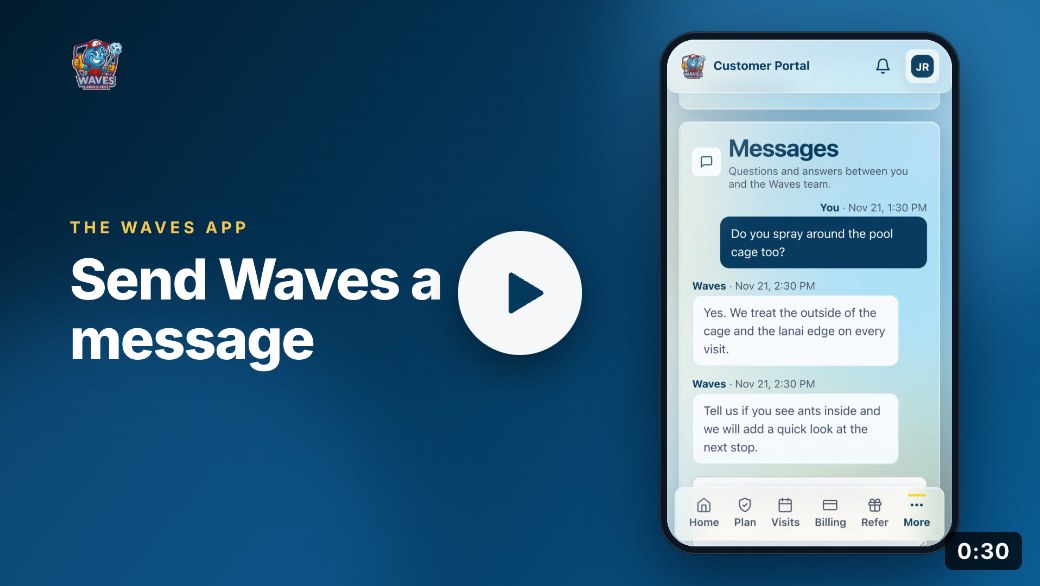 WAVES
THE WAVES APP
Send Waves a
message
WAVES
Customer Portal
JR
Messages
Questions and answers between you
and the Waves team.
You · Nov 21, 1:30 PM
Do you spray around the pool
cage too?
Waves · Nov 21, 2:30 PM
Yes. We treat the outside of the
cage and the lanai edge on every
visit.
Waves · Nov 21, 2:30 PM
Tell us if you see ants inside and
we will add a quick look at the
next stop.
Home Plan Visits Billing Refer More
0:30